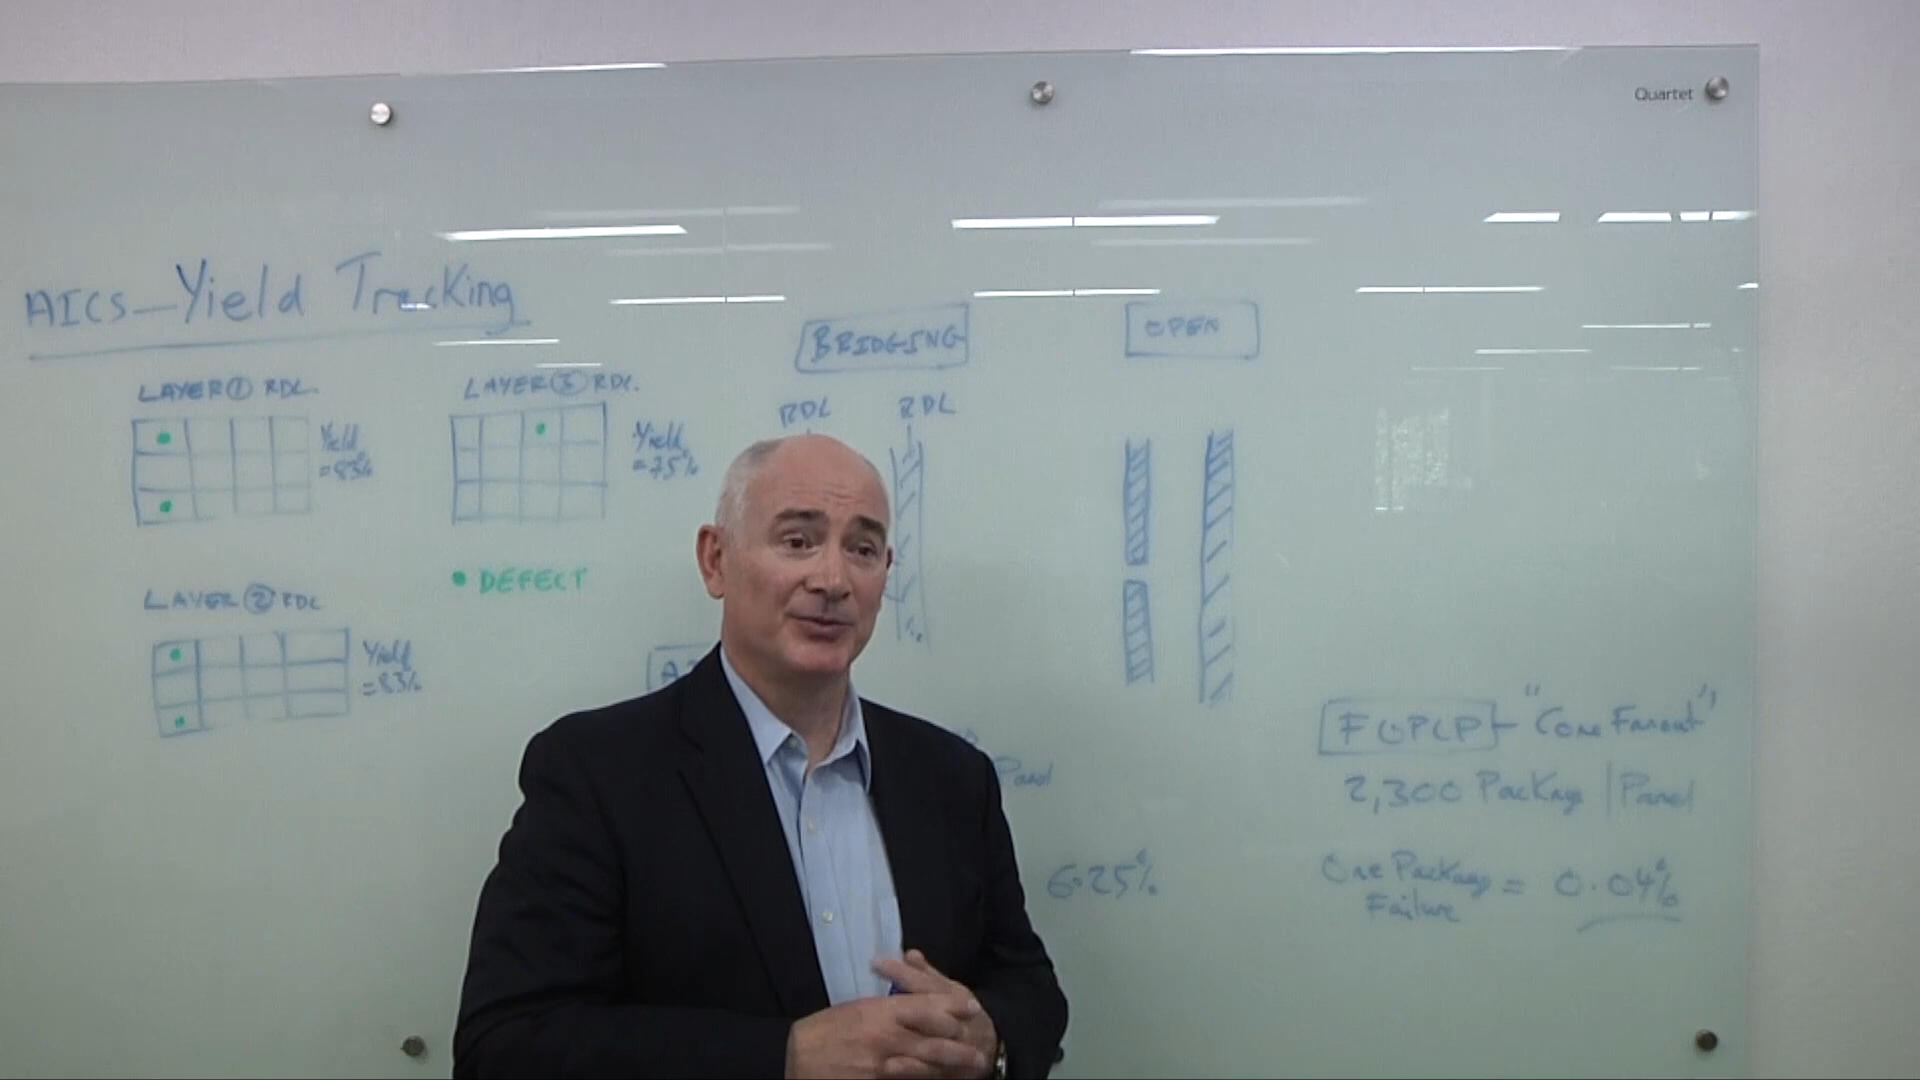 Quartet
AICS-Yield Tracking
LAYER ① RDL.
Yield
=83%
LAYER ③ RDL.
Yield
=75%
LAYER ② RDL
Yield
=83%
• DEFECT
BRIDGING
RDL RDL
OPEN
Panel
6.25%
FOPLP - "Core Fanout"
2,300 Package | Panel
One Package
Failure = 0.04%